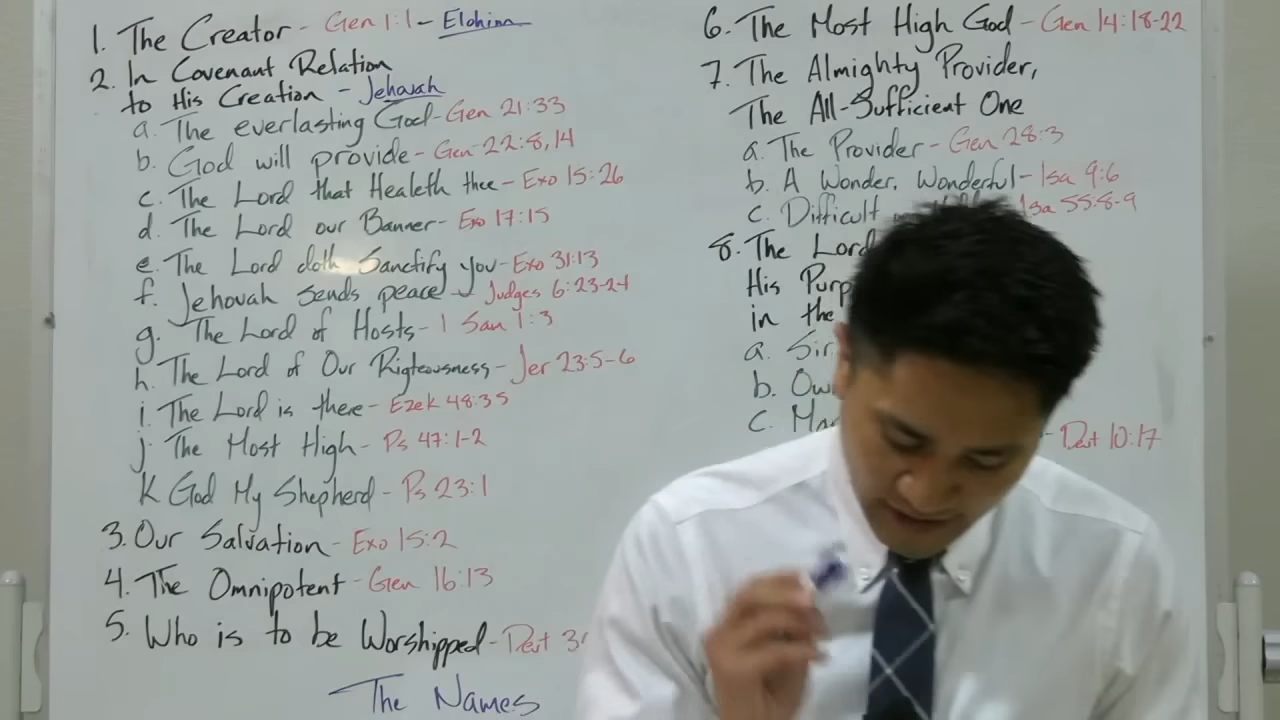 1. The Creator - Gen 1:1 - Elohim
2. In Covenant Relation
to His Creation - Jehovah
a. The everlasting God - Gen 21:33
b. God will provide - Gen 22:8,14
c. The Lord that Healeth thee - Exo 15:26
d. The Lord our Banner - Exo 17:15
e. The Lord doth Sanctify you - Exo 31:13
f. Jehovah sends peace - Judges 6:23-24
g. The Lord of Hosts - 1 Sam 1:3
h. The Lord of Our Righteousness - Jer 23:5-6
i. The Lord is there - Ezek 48:35
j. The Most High - Ps 47:1-2
K God My Shepherd - Ps 23:1
3. Our Salvation - Exo 15:2
4. The Omnipotent - Gen 16:13
5. Who is to be Worshipped - Deut
The Names
6. The Most High God - Gen 14:18-22
7. The Almighty Provider,
The All-Sufficient One
a. The Provider - Gen 28:3
b. A Wonder, Wonderful - Isa 9:6
c. Difficult Isa 55:8-9
8. The Lord
His
in the
a.
b.
c.
- Deut 10:17